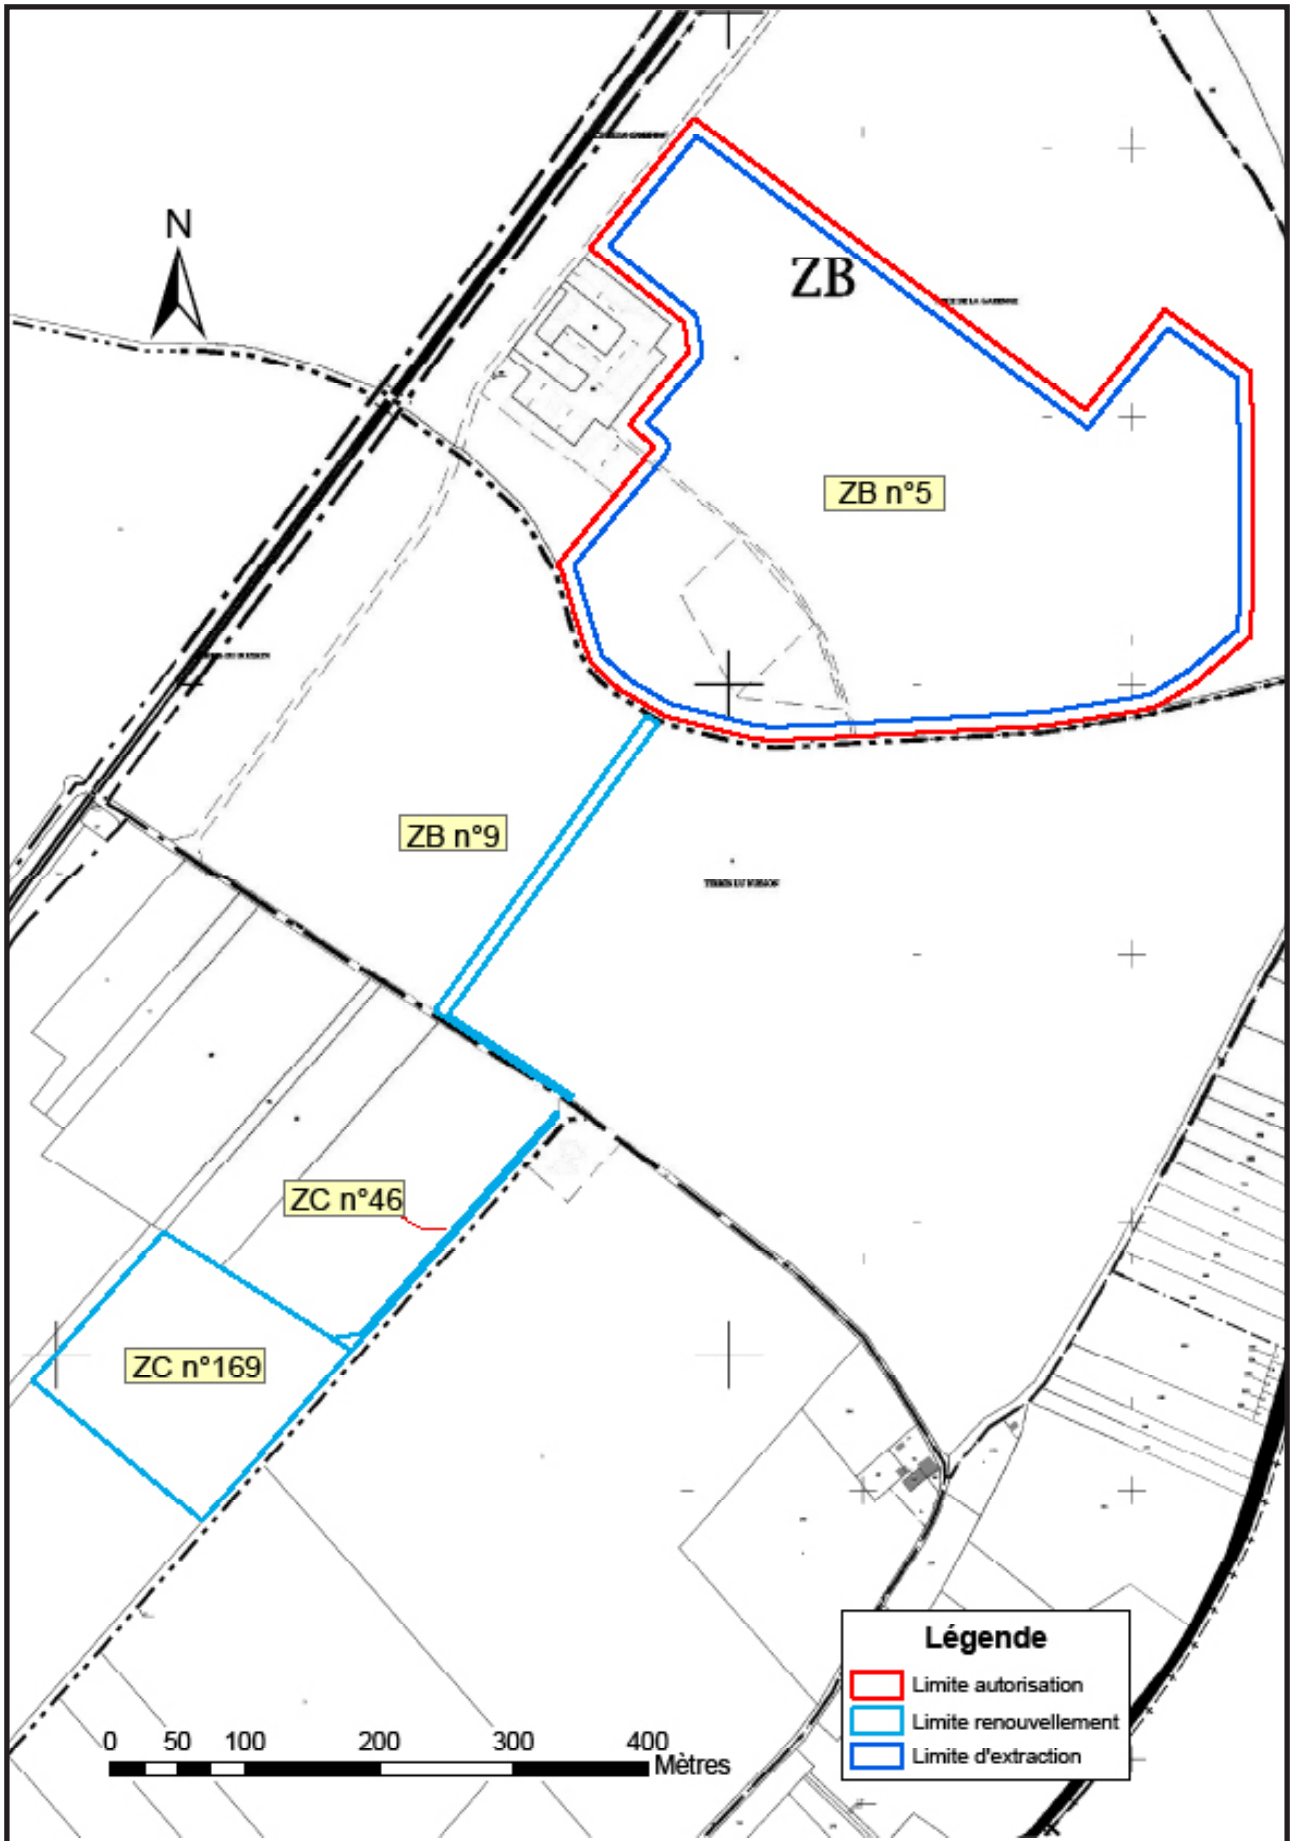 N
ZB
ZB n°5
ZB n°9
ZC n°46
ZC n°169
Légende
Limite autorisation
Limite renouvellement
Limite d'extraction
0 50 100 200 300 400
Mètres